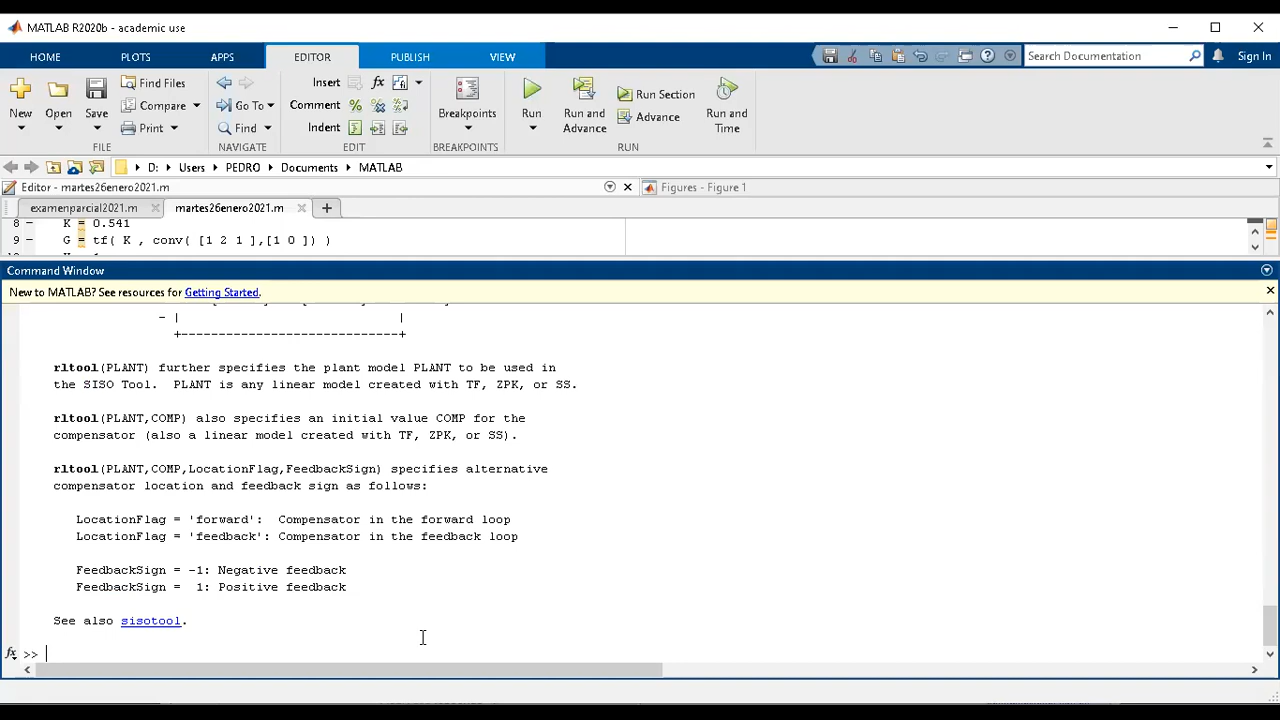 MATLAB R2020b - academic use
HOME PLOTS APPS EDITOR PUBLISH VIEW Search Documentation Sign In
New Open Save Find Files Compare Print Go To Find Insert Comment Indent Breakpoints Run Run and Advance Run Section Advance Run and Time
FILE NAVIGATE EDIT BREAKPOINTS RUN
D: Users PEDRO Documents MATLAB
Editor - martes26enero2021.m Figures - Figure 1
examenparcial2021.m martes26enero2021.m
8 - K = 0.541
9 - G = tf( K , conv( [1 2 1 ],[1 0 ]) )
Command Window
New to MATLAB? See resources for Getting Started.
- | |
+-----------------------------+
rltool(PLANT) further specifies the plant model PLANT to be used in
the SISO Tool. PLANT is any linear model created with TF, ZPK, or SS.
rltool(PLANT,COMP) also specifies an initial value COMP for the
compensator (also a linear model created with TF, ZPK, or SS).
rltool(PLANT,COMP,LocationFlag,FeedbackSign) specifies alternative
compensator location and feedback sign as follows:
LocationFlag = 'forward': Compensator in the forward loop
LocationFlag = 'feedback': Compensator in the feedback loop
FeedbackSign = -1: Negative feedback
FeedbackSign = 1: Positive feedback
See also sisotool.
fx >>